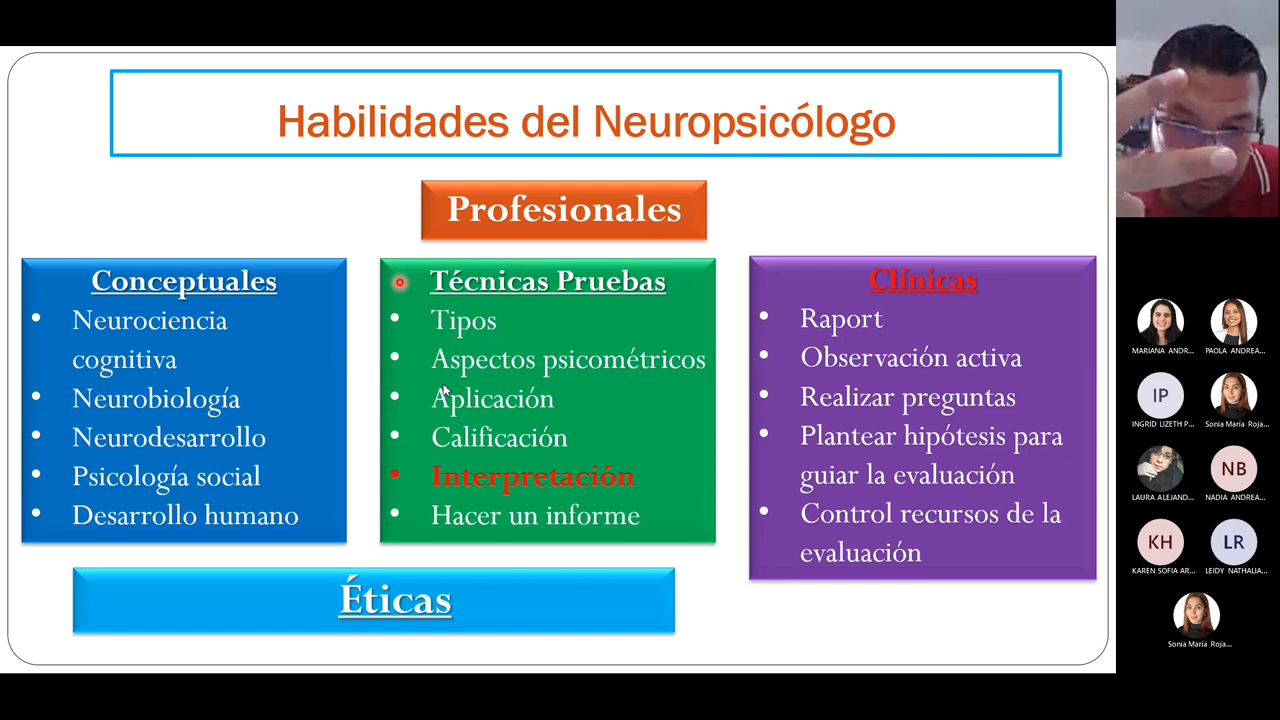 Habilidades del Neuropsicólogo
Profesionales
Conceptuales
• Neurociencia
cognitiva
• Neurobiología
• Neurodesarrollo
• Psicología social
• Desarrollo humano
Técnicas Pruebas
• Tipos
• Aspectos psicométricos
• Aplicación
• Calificación
• Interpretación
• Hacer un informe
Clínicas
• Raport
• Observación activa
• Realizar preguntas
• Plantear hipótesis para
guiar la evaluación
• Control recursos de la
evaluación
Éticas
MARIANA ANDR...
PAOLA ANDREA...
IP
INGRID LIZETH P...
Sonia María Roja...
LAURA ALEJAND...
NB
NADIA ANDREA...
KH
KAREN SOFIA AR...
LR
LEIDY NATHALIA...
Sonia María Roja...